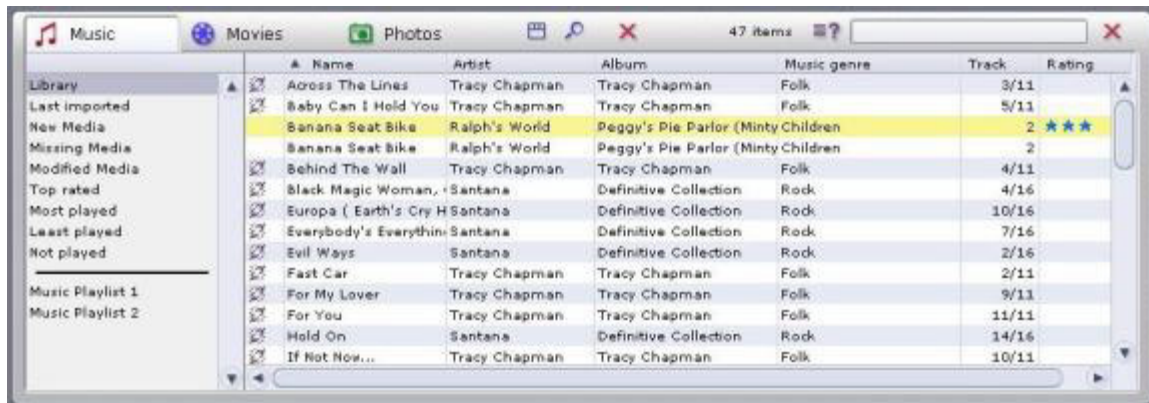 Music Movies Photos 47 items
Name Artist Album Music genre Track Rating
Library
Last imported
New Media
Missing Media
Modified Media
Top rated
Most played
Least played
Not played
Music Playlist 1
Music Playlist 2
Across The Lines Tracy Chapman Tracy Chapman Folk 3/11
Baby Can I Hold You Tracy Chapman Tracy Chapman Folk 5/11
Banana Seat Bike Ralph's World Peggy's Pie Parlor (Minty Children 2
Banana Seat Bike Ralph's World Peggy's Pie Parlor (Minty Children 2
Behind The Wall Tracy Chapman Tracy Chapman Folk 4/11
Black Magic Woman, Santana Definitive Collection Rock 4/16
Europa ( Earth's Cry H Santana Definitive Collection Rock 10/16
Everybody's Everythin Santana Definitive Collection Rock 7/16
Evil Ways Santana Definitive Collection Rock 2/16
Fast Car Tracy Chapman Tracy Chapman Folk 2/11
For My Lover Tracy Chapman Tracy Chapman Folk 9/11
For You Tracy Chapman Tracy Chapman Folk 11/11
Hold On Santana Definitive Collection Rock 14/16
If Not Now... Tracy Chapman Tracy Chapman Folk 10/11